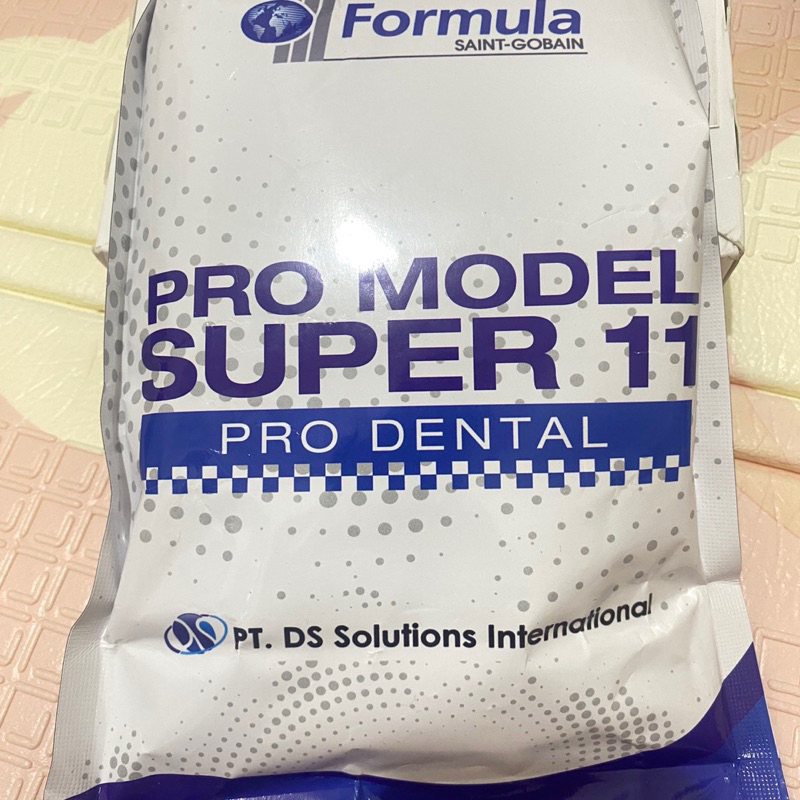 Formula
SAINT-GOBAIN
PRO MODEL
SUPER 11
PRO DENTAL
PT. DS Solutions International